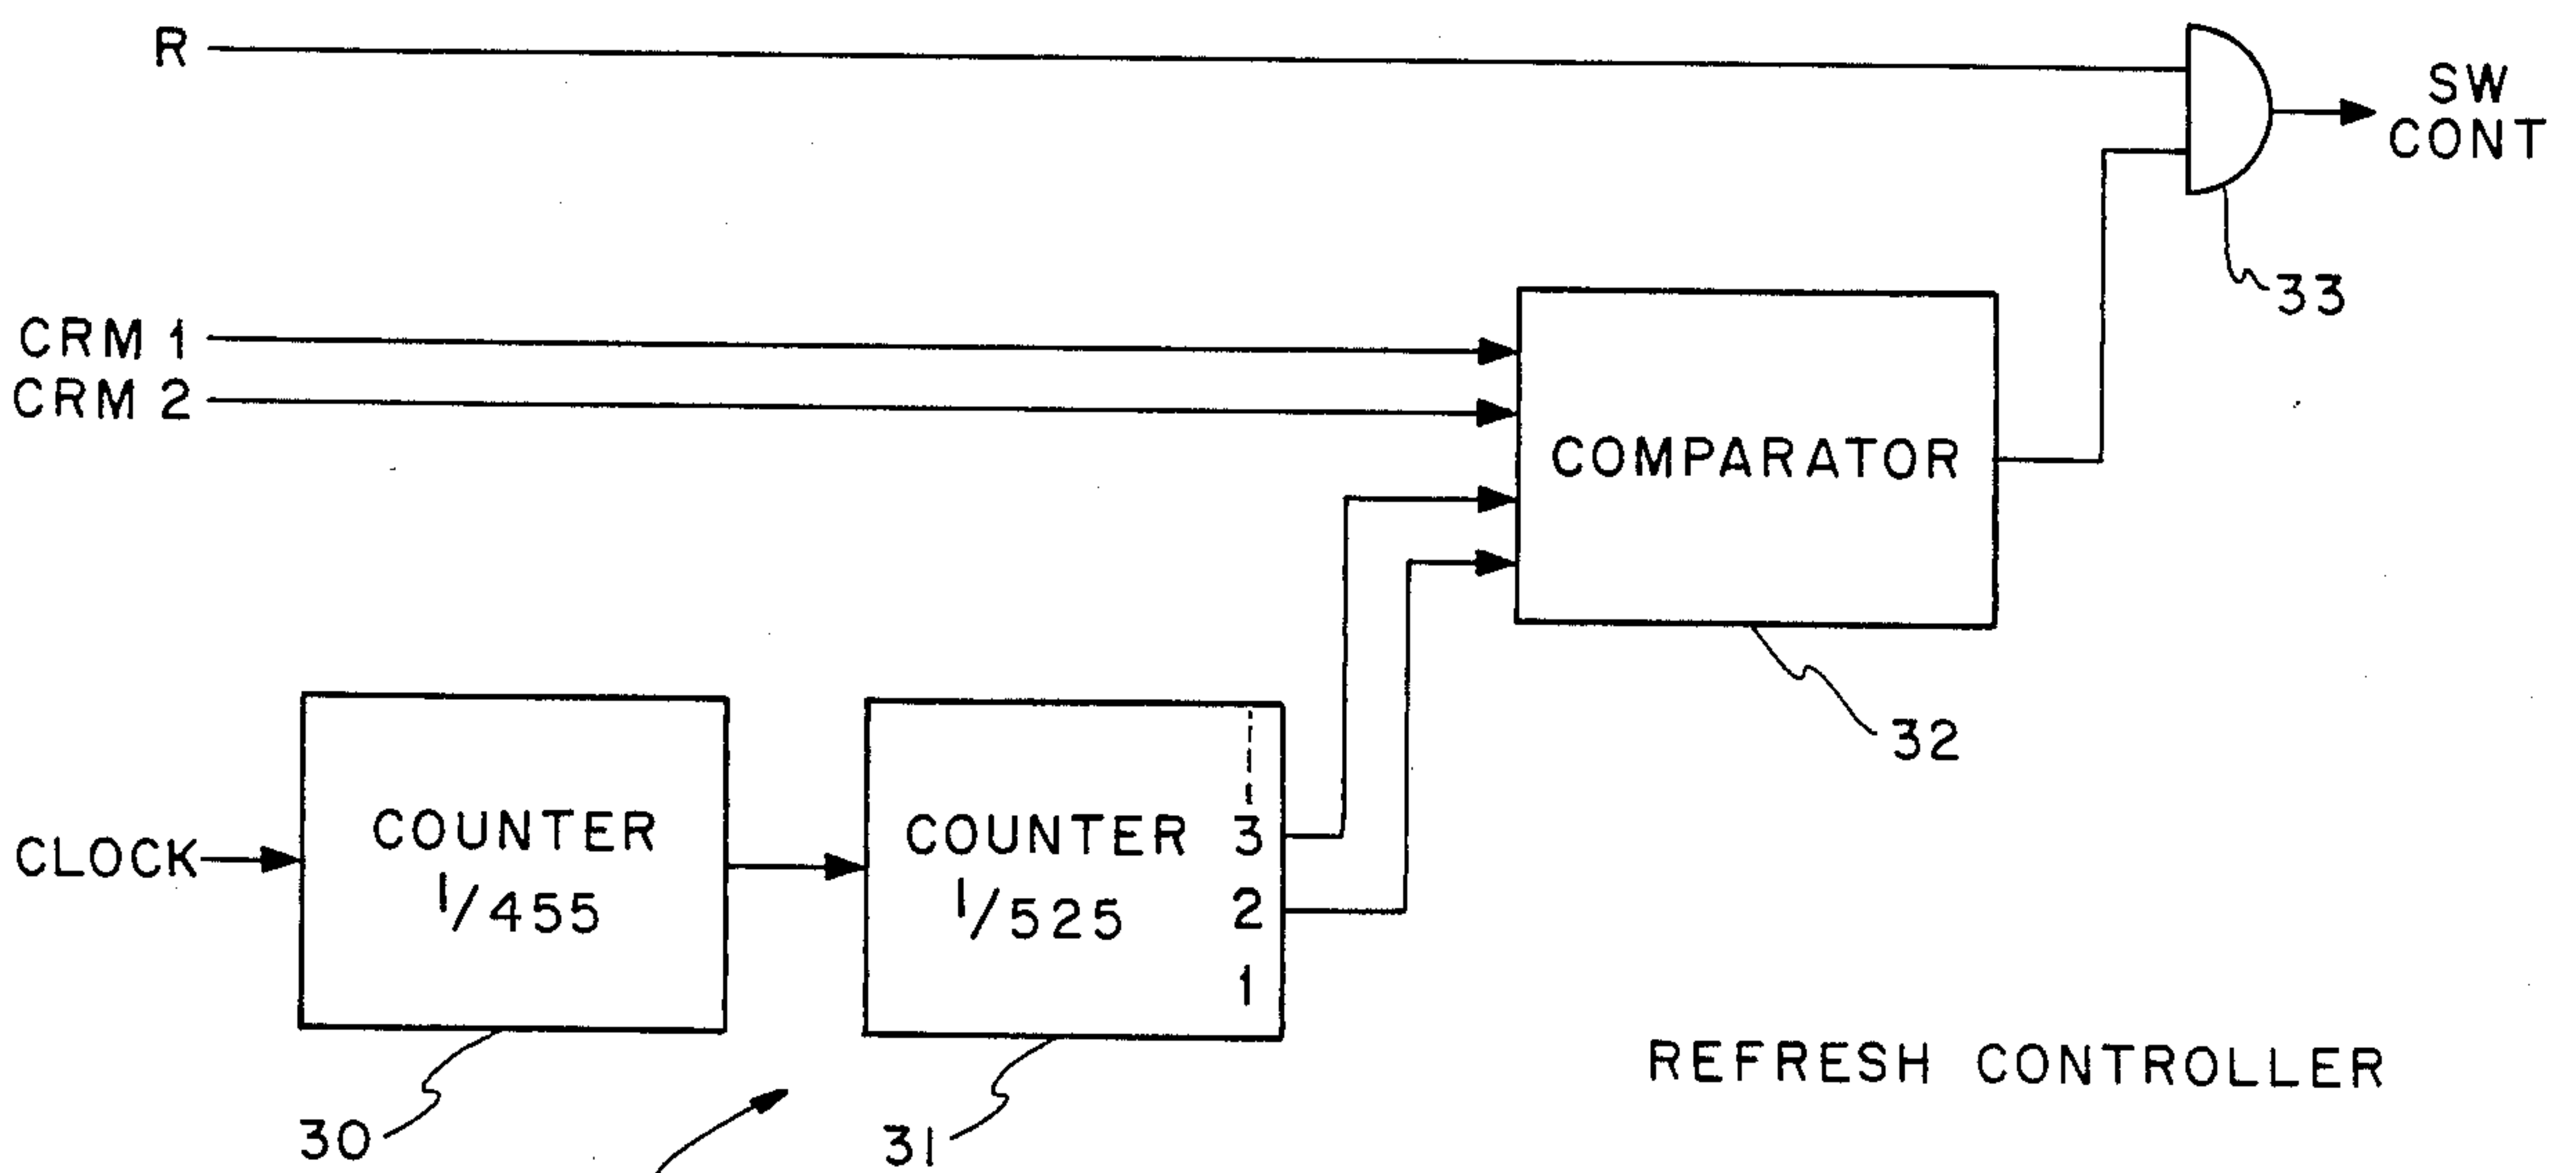 R
SW
CONT
33
CRM 1
CRM 2
COMPARATOR
32
CLOCK
COUNTER
1/455
COUNTER
1/525
3
2
1
30
31
REFRESH CONTROLLER